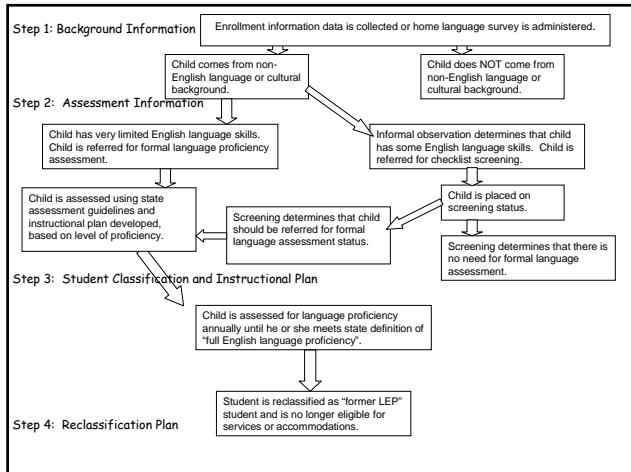 Step 1: Background Information
Enrollment information data is collected or home language survey is administered.
Child comes from non-
English language or cultural
background.
Child does NOT come from
non-English language or
cultural background.
Step 2:  Assessment Information
Child has very limited English language skills.
Child is referred for formal language proficiency
assessment.
Informal observation determines that child
has some English language skills.  Child is
referred for checklist screening.
Child is assessed using state
assessment guidelines and
instructional plan developed,
based on level of proficiency.
Screening determines that child
should be referred for formal
language assessment status.
Child is placed on
screening status.
Screening determines that there is
no need for formal language
assessment.
Step 3:  Student Classification and Instructional Plan
Child is assessed for language proficiency
annually until he or she meets state definition of
“full English language proficiency”.
Student is reclassified as “former LEP”
student and is no longer eligible for
services or accommodations.
Step 4:  Reclassification Plan